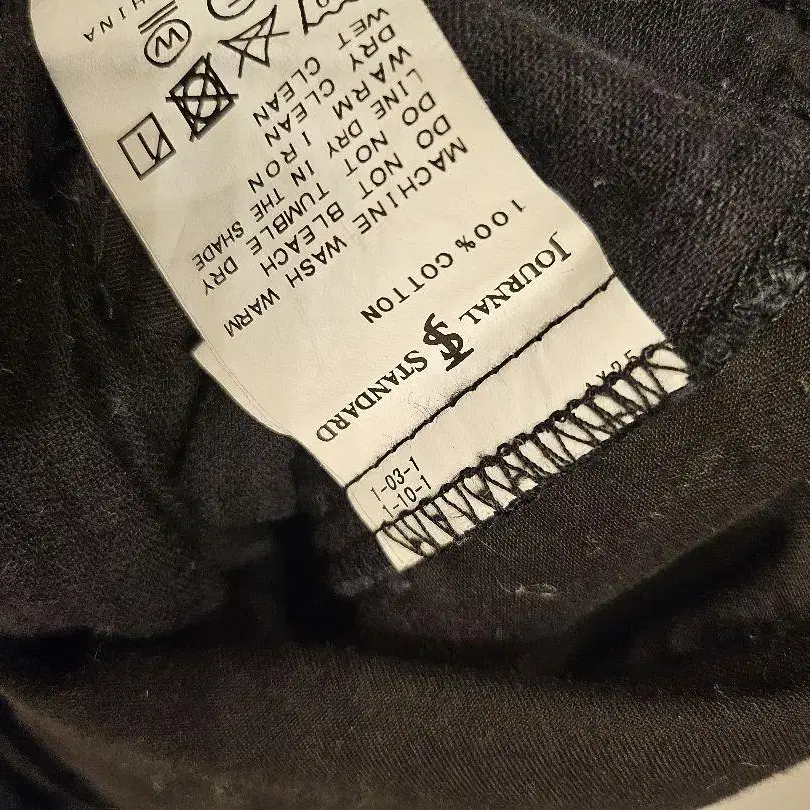 JOURNAL JS STANDARD
100% COTTON
MACHINE WASH WARM
DO NOT BLEACH
DO NOT TUMBLE DRY
LINE DRY IN THE SHADE
WARM IRON
DRY CLEAN
WET CLEAN
W
1-03-1
1-10-1